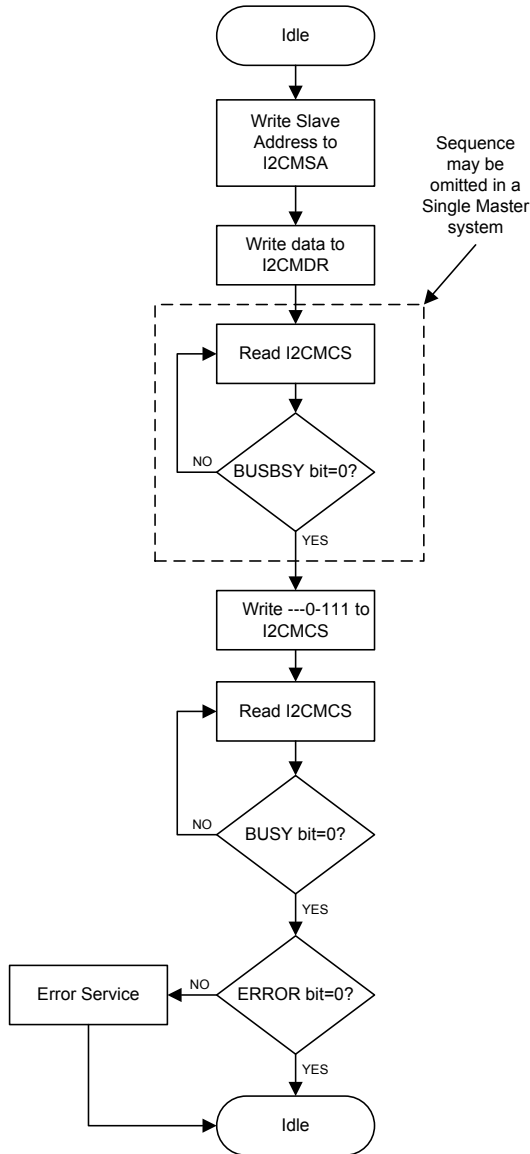 Idle
Write Slave
Address to
I2CMSA
Sequence
may be
omitted in a
Single Master
system
Write data to
I2CMDR
Read I2CMCS
BUSBSY bit=0?
NO
YES
Write ---0-111 to
I2CMCS
Read I2CMCS
BUSY bit=0?
NO
YES
Error Service
NO
ERROR bit=0?
YES
Idle